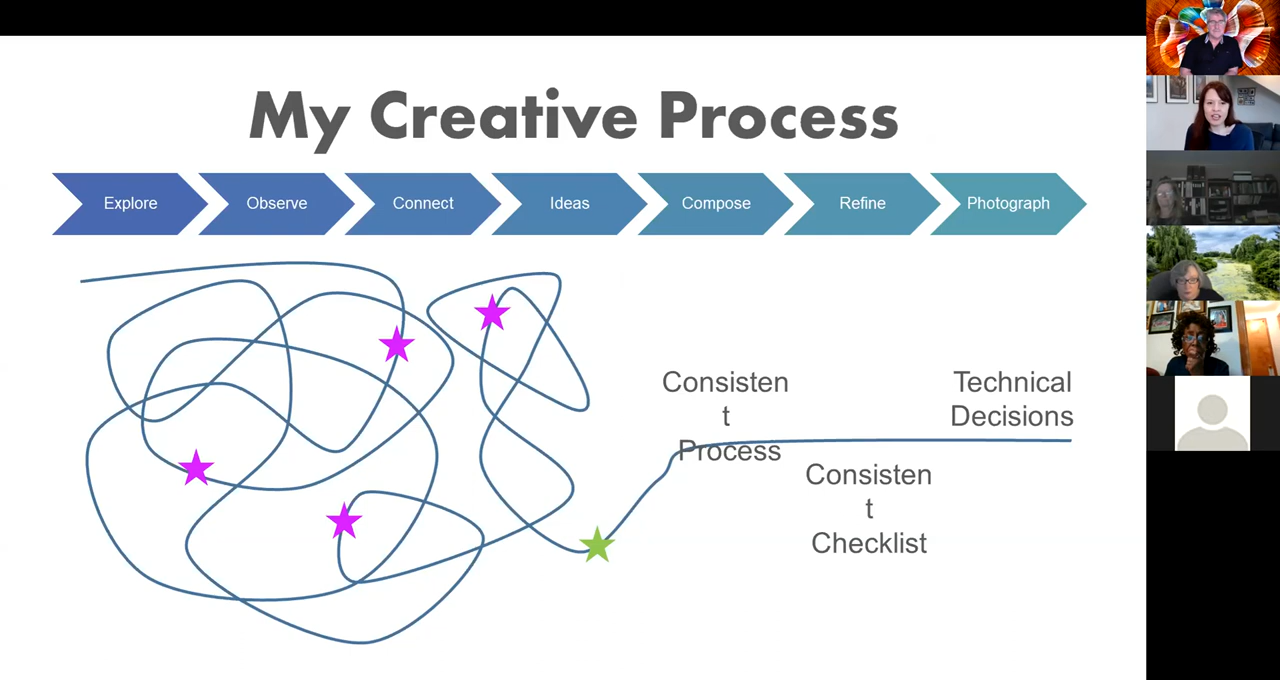 My Creative Process
Explore
Observe
Connect
Ideas
Compose
Refine
Photograph
Consisten
t
Process
Technical
Decisions
Consisten
t
Checklist